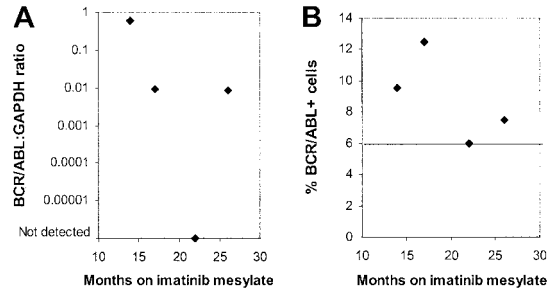 A
BCR/ABL:GAPDH ratio
1
0.1
0.01
0.001
0.0001
0.00001
Not detected
10 15 20 25 30
Months on imatinib mesylate
B
% BCR/ABL+ cells
14
12
10
8
6
4
2
0
10 15 20 25 30
Months on imatinib mesylate